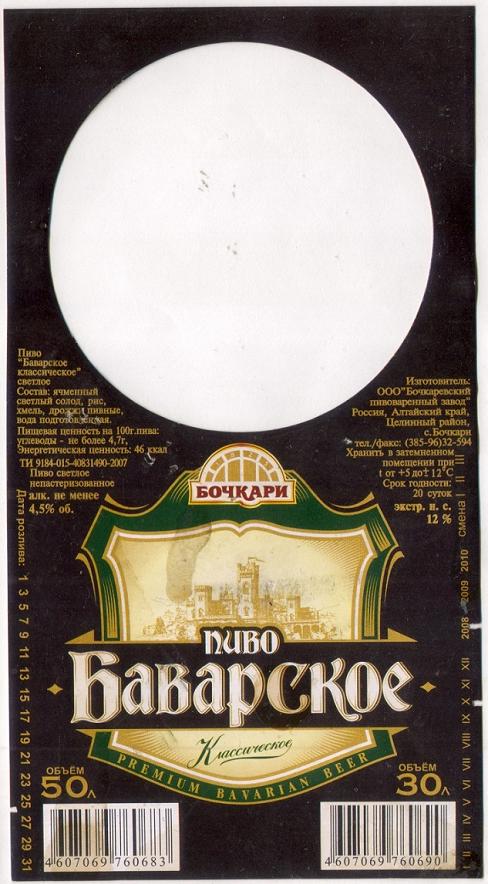 Пиво
"Баварское
классическое"
светлое
Состав: ячменный
светлый солод, рис,
хмель, дрожжи пивные,
вода подготовленная.
Пищевая ценность на 100г.пива:
углеводы - не более 4,7г,
Энергетическая ценность: 46 ккал
ТИ 9184-015-40831490-2007
Пиво светлое
непастеризованное
алк. не менее
4,5% об.
Изготовитель:
ООО"Бочкаревский
пивоваренный завод"
Россия, Алтайский край,
Целинный район,
с.Бочкари
тел./факс: (385-96)32-594
Хранить в затемненном
помещении при
t от +5 до+ 12°С
Срок годности:
20 суток
экстр. н. с.
12 %
БОЧКАРИ
ПИВО
Баварское
Классическое
PREMIUM BAVARIAN BEER
Дата розлива: 1 3 5 7 9 11 13 15 17 19 21 23 25 27 29 31
I II III IV V VI VII VIII IX X XI XII 2008 2009 2010 смена I II III
ОБЪЁМ
50л
ОБЪЁМ
30л
4 607069 760683
4 607069 760690